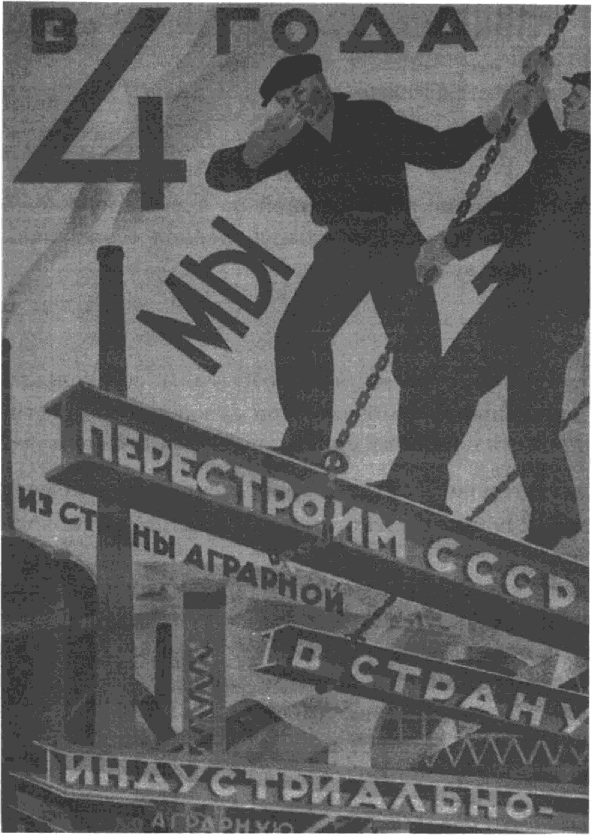 В 4 ГОДА
МЫ
ПЕРЕСТРОИМ СССР
ИЗ СТРАНЫ АГРАРНОЙ
В СТРАНУ
ИНДУСТРИАЛЬНО-
АГРАРНУЮ